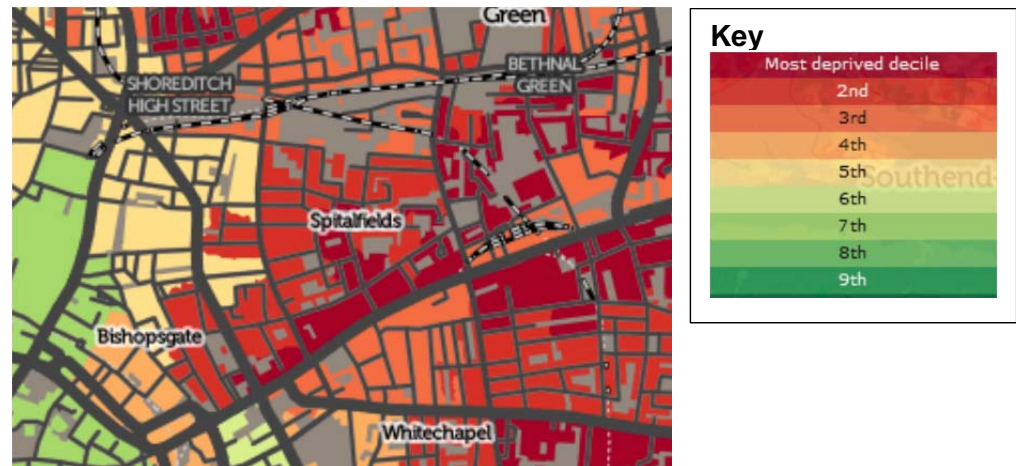 Green
SHOREDITCH
HIGH STREET
BETHNAL
GREEN
Spitalfields
Bishopsgate
Whitechapel
Key
Most deprived decile
2nd
3rd
4th
5th
Southend-
6th
7th
8th
9th